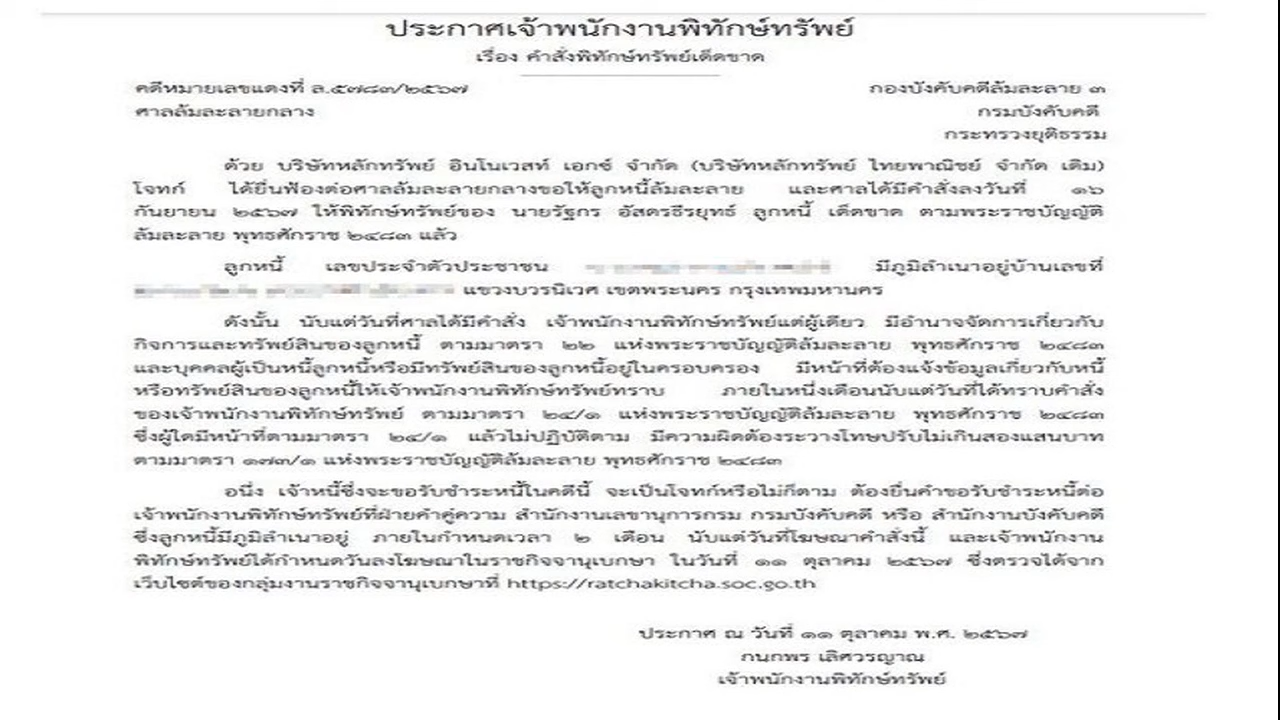 ประกาศเจ้าพนักงานพิทักษ์ทรัพย์
เรื่อง คำสั่งพิทักษ์ทรัพย์เด็ดขาด
คดีหมายเลขแดงที่ ล.๕๗๘๓/๒๕๖๗ กองบังคับคดีล้มละลาย ๓
ศาลล้มละลายกลาง กรมบังคับคดี
กระทรวงยุติธรรม
ด้วย บริษัทหลักทรัพย์ อินโนเวสท์ เอกซ์ จำกัด (บริษัทหลักทรัพย์ ไทยพาณิชย์ จำกัด เดิม)
โจทก์ ได้ยื่นฟ้องต่อศาลล้มละลายกลางขอให้ลูกหนี้ล้มละลาย และศาลได้มีคำสั่งลงวันที่ ๑๖
กันยายน ๒๕๖๗ ให้พิทักษ์ทรัพย์ของ นายรัฐกร อัสดรธีรยุทธ์ ลูกหนี้ เด็ดขาด ตามพระราชบัญญัติ
ล้มละลาย พุทธศักราช ๒๔๘๓ แล้ว
ลูกหนี้ เลขประจำตัวประชาชน มีภูมิลำเนาอยู่บ้านเลขที่
แขวงบวรนิเวศ เขตพระนคร กรุงเทพมหานคร
ดังนั้น นับแต่วันที่ศาลได้มีคำสั่ง เจ้าพนักงานพิทักษ์ทรัพย์แต่ผู้เดียว มีอำนาจจัดการเกี่ยวกับ
กิจการและทรัพย์สินของลูกหนี้ ตามมาตรา ๒๒ แห่งพระราชบัญญัติล้มละลาย พุทธศักราช ๒๔๘๓
และบุคคลผู้เป็นหนี้ลูกหนี้หรือมีทรัพย์สินของลูกหนี้อยู่ในครอบครอง มีหน้าที่ต้องแจ้งข้อมูลเกี่ยวกับหนี้
หรือทรัพย์สินของลูกหนี้ให้เจ้าพนักงานพิทักษ์ทรัพย์ทราบ ภายในหนึ่งเดือนนับแต่วันที่ได้ทราบคำสั่ง
ของเจ้าพนักงานพิทักษ์ทรัพย์ ตามมาตรา ๒๔/๑ แห่งพระราชบัญญัติล้มละลาย พุทธศักราช ๒๔๘๓
ซึ่งผู้ใดมีหน้าที่ตามมาตรา ๒๔/๑ แล้วไม่ปฏิบัติตาม มีความผิดต้องระวางโทษปรับไม่เกินสองแสนบาท
ตามมาตรา ๑๗๓/๑ แห่งพระราชบัญญัติล้มละลาย พุทธศักราช ๒๔๘๓
อนึ่ง เจ้าหนี้ซึ่งจะขอรับชำระหนี้ในคดีนี้ จะเป็นโจทก์หรือไม่ก็ตาม ต้องยื่นคำขอรับชำระหนี้ต่อ
เจ้าพนักงานพิทักษ์ทรัพย์ที่ฝ่ายคำคู่ความ สำนักงานเลขานุการกรม กรมบังคับคดี หรือ สำนักงานบังคับคดี
ซึ่งลูกหนี้มีภูมิลำเนาอยู่ ภายในกำหนดเวลา ๒ เดือน นับแต่วันที่โฆษณาคำสั่งนี้ และเจ้าพนักงาน
พิทักษ์ทรัพย์ได้กำหนดวันลงโฆษณาในราชกิจจานุเบกษา ในวันที่ ๑๑ ตุลาคม ๒๕๖๗ ซึ่งตรวจได้จาก
เว็บไซต์ของกลุ่มงานราชกิจจานุเบกษาที่ https://ratchakitcha.soc.go.th
ประกาศ ณ วันที่ ๑๑ ตุลาคม พ.ศ. ๒๕๖๗
กนกพร เลิศวรญาณ
เจ้าพนักงานพิทักษ์ทรัพย์